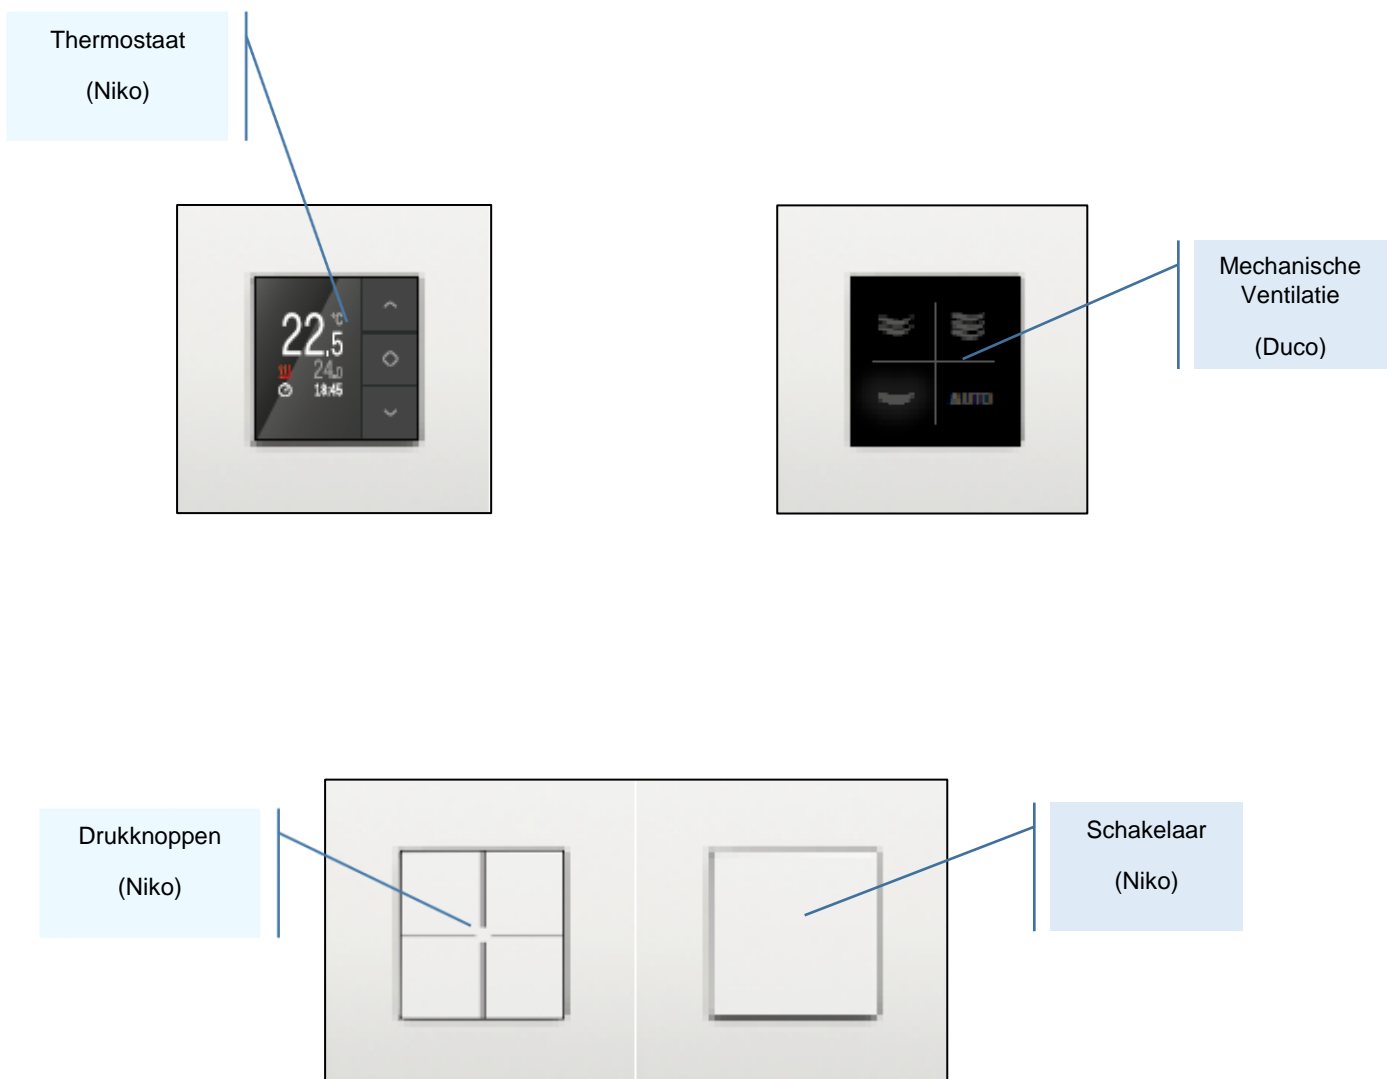 Thermostaat
(Niko)
22.5
°C
24.0
18:45
Mechanische
Ventilatie
(Duco)
AUTO
Drukknoppen
(Niko)
Schakelaar
(Niko)